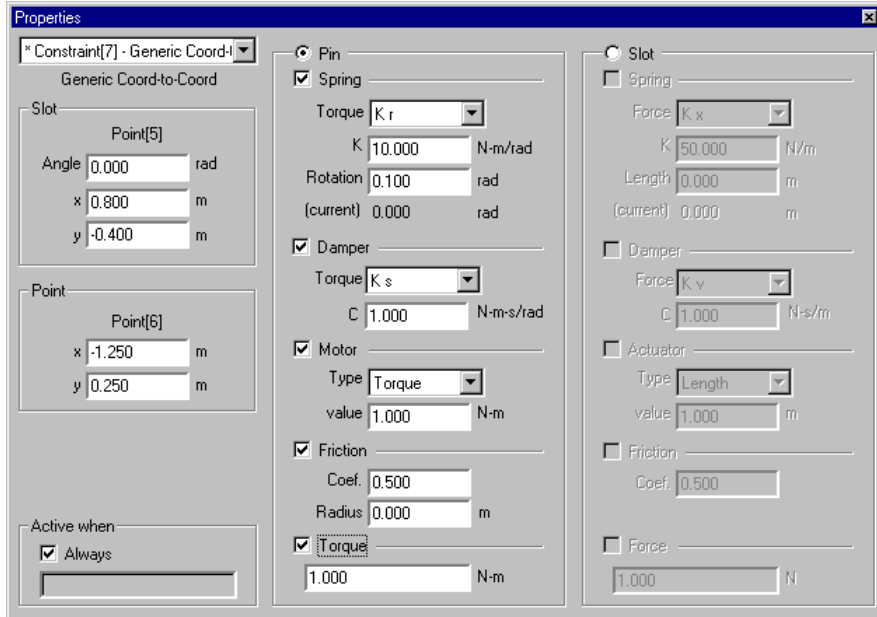 Properties
* Constraint[7] - Generic Coord-
Generic Coord-to-Coord
Slot
Point[5]
Angle 0.000 rad
x 0.800 m
y -0.400 m
Point
Point[6]
x -1.250 m
y 0.250 m
Active when
Always
Pin
Spring
Torque K r
K 10.000 N-m/rad
Rotation 0.100 rad
(current) 0.000 rad
Damper
Torque K s
C 1.000 N-m-s/rad
Motor
Type Torque
value 1.000 N-m
Friction
Coef. 0.500
Radius 0.000 m
Torque
1.000 N-m
Slot
Spring
Force K x
K 50.000 N/m
Length 0.000 m
(current) 0.000 m
Damper
Force K v
C 1.000 N-s/m
Actuator
Type Length
value 1.000 m
Friction
Coef. 0.500
Force
1.000 N